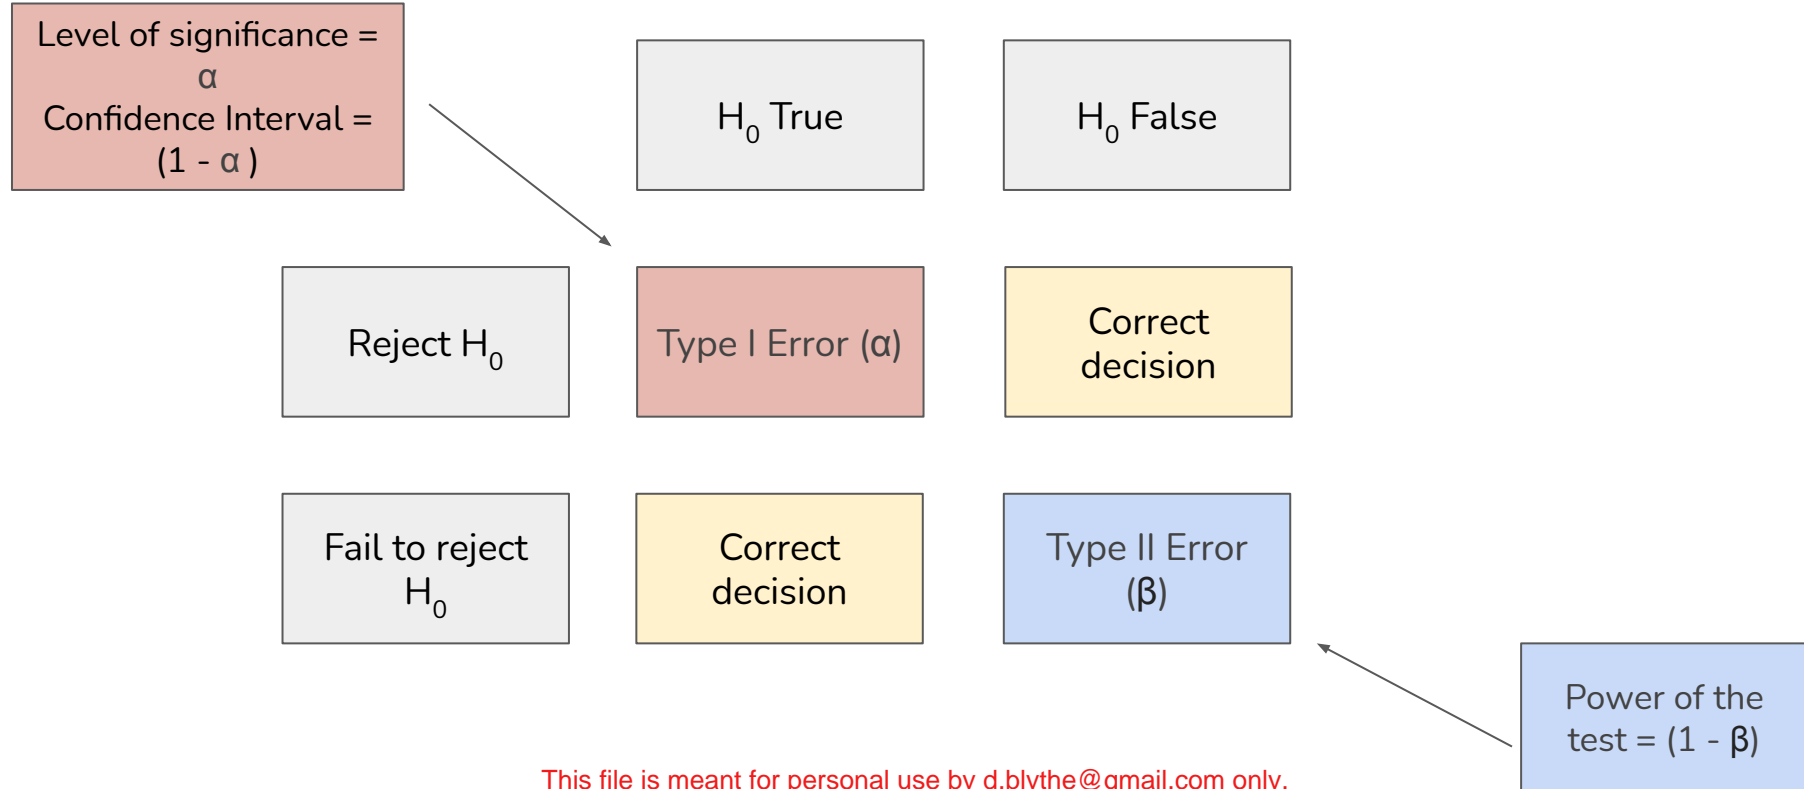 Level of significance =
α
Confidence Interval =
(1 - α )
H₀ True
H₀ False
Reject H₀
Type I Error (α)
Correct
decision
Fail to reject
H₀
Correct
decision
Type II Error
(β)
Power of the
test = (1 - β)
This file is meant for personal use by d.blythe@gmail.com only.